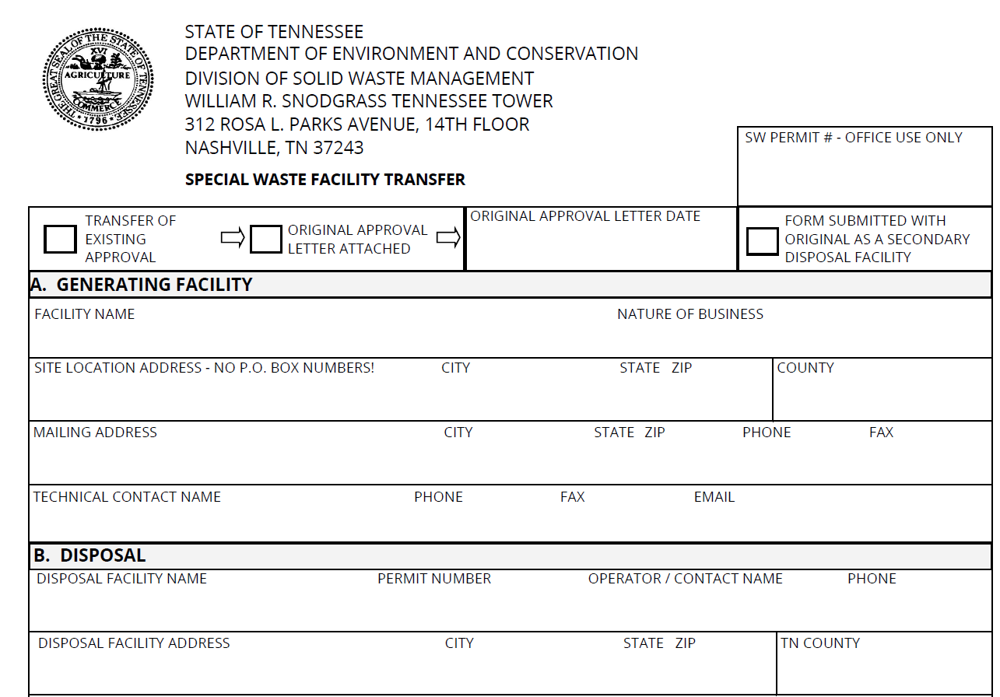 THE GREAT SEAL OF THE STATE OF TENNESSEE
XVI
AGRICULTURE
COMMERCE
1796
STATE OF TENNESSEE
DEPARTMENT OF ENVIRONMENT AND CONSERVATION
DIVISION OF SOLID WASTE MANAGEMENT
WILLIAM R. SNODGRASS TENNESSEE TOWER
312 ROSA L. PARKS AVENUE, 14TH FLOOR
NASHVILLE, TN 37243
SPECIAL WASTE FACILITY TRANSFER
SW PERMIT # - OFFICE USE ONLY
TRANSFER OF
EXISTING
APPROVAL
ORIGINAL APPROVAL
LETTER ATTACHED
ORIGINAL APPROVAL LETTER DATE
FORM SUBMITTED WITH
ORIGINAL AS A SECONDARY
DISPOSAL FACILITY
A. GENERATING FACILITY
FACILITY NAME NATURE OF BUSINESS
SITE LOCATION ADDRESS - NO P.O. BOX NUMBERS! CITY STATE ZIP COUNTY
MAILING ADDRESS CITY STATE ZIP PHONE FAX
TECHNICAL CONTACT NAME PHONE FAX EMAIL
B. DISPOSAL
DISPOSAL FACILITY NAME PERMIT NUMBER OPERATOR / CONTACT NAME PHONE
DISPOSAL FACILITY ADDRESS CITY STATE ZIP TN COUNTY